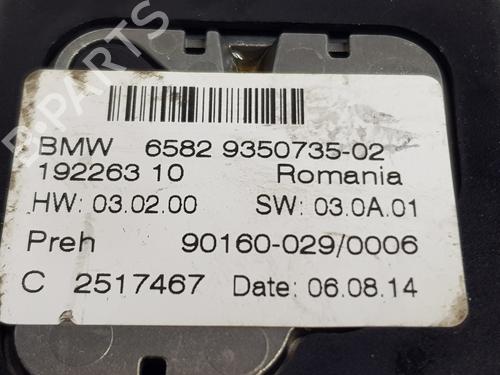 BMW 6582 9350735-02
192263 10 Romania
HW: 03.02.00 SW: 03.0A.01
Preh 90160-029/0006
C 2517467 Date: 06.08.14
B-PARTS